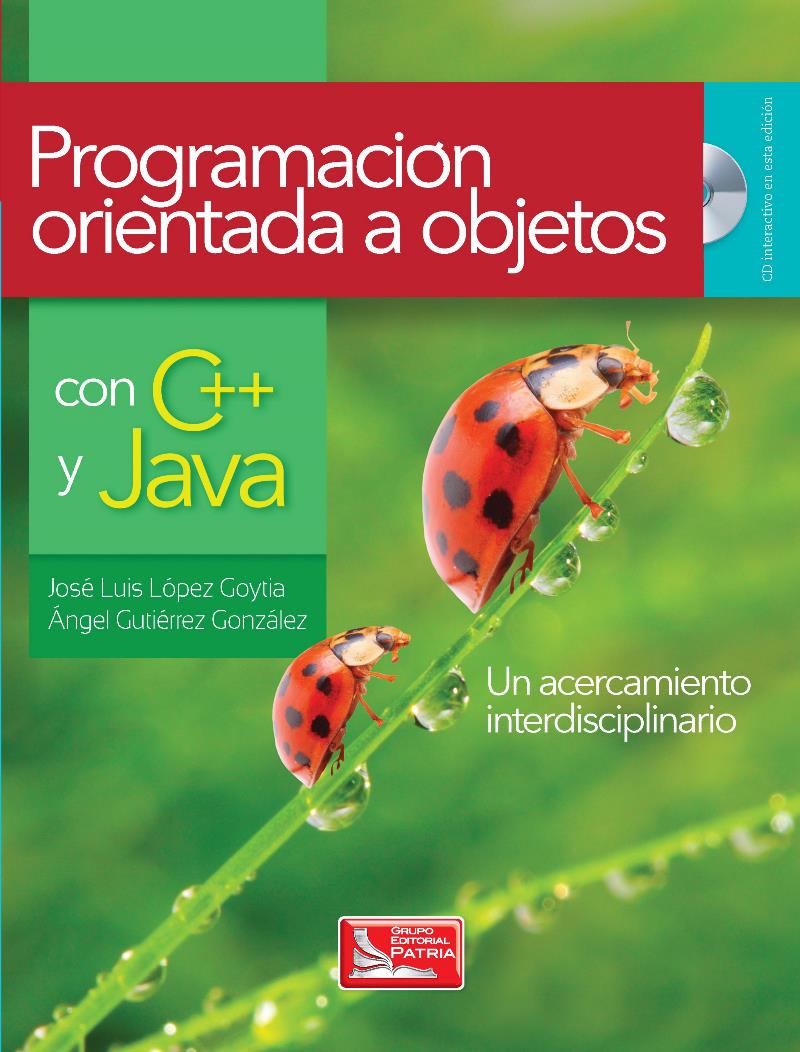 Programación
orientada a objetos
CD interactivo en esta edición
con C++
y Java
José Luis López Goytia
Ángel Gutiérrez González
Un acercamiento
interdisciplinario
GRUPO
EDITORIAL
PATRIA